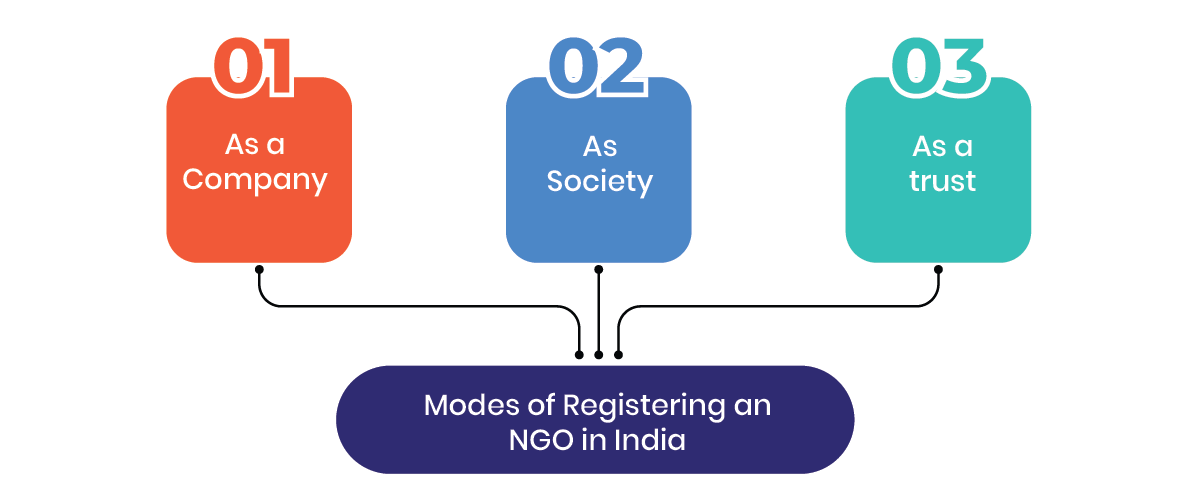 01
As a
Company
02
As
Society
03
As a
trust
Modes of Registering an
NGO in India